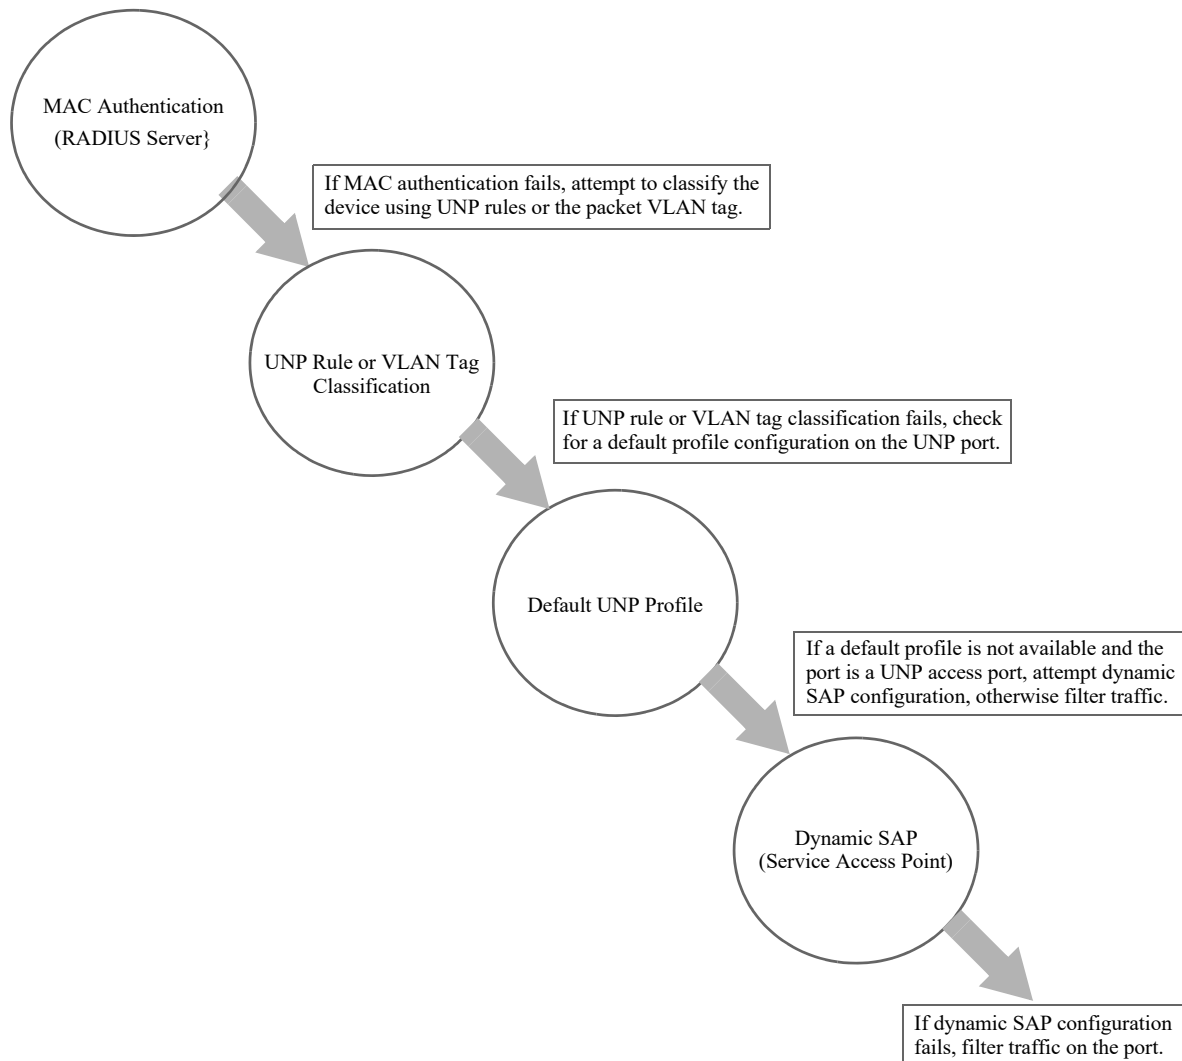 MAC Authentication
(RADIUS Server}
If MAC authentication fails, attempt to classify the
device using UNP rules or the packet VLAN tag.
UNP Rule or VLAN Tag
Classification
If UNP rule or VLAN tag classification fails, check
for a default profile configuration on the UNP port.
Default UNP Profile
If a default profile is not available and the
port is a UNP access port, attempt dynamic
SAP configuration, otherwise filter traffic.
Dynamic SAP
(Service Access Point)
If dynamic SAP configuration
fails, filter traffic on the port.